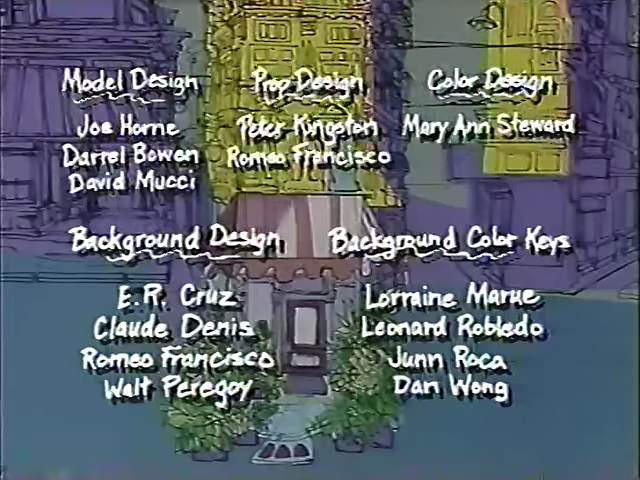 Model Design
Joe Horne
Darrel Bowen
David Mucci
Prop Design
Peter Kingston
Romeo Francisco
Color Design
Mary Ann Steward
Background Design
E.R. Cruz
Claude Denis
Romeo Francisco
Walt Peregoy
Background Color Keys
Lorraine Marue
Leonard Robledo
Junn Roca
Dan Wong